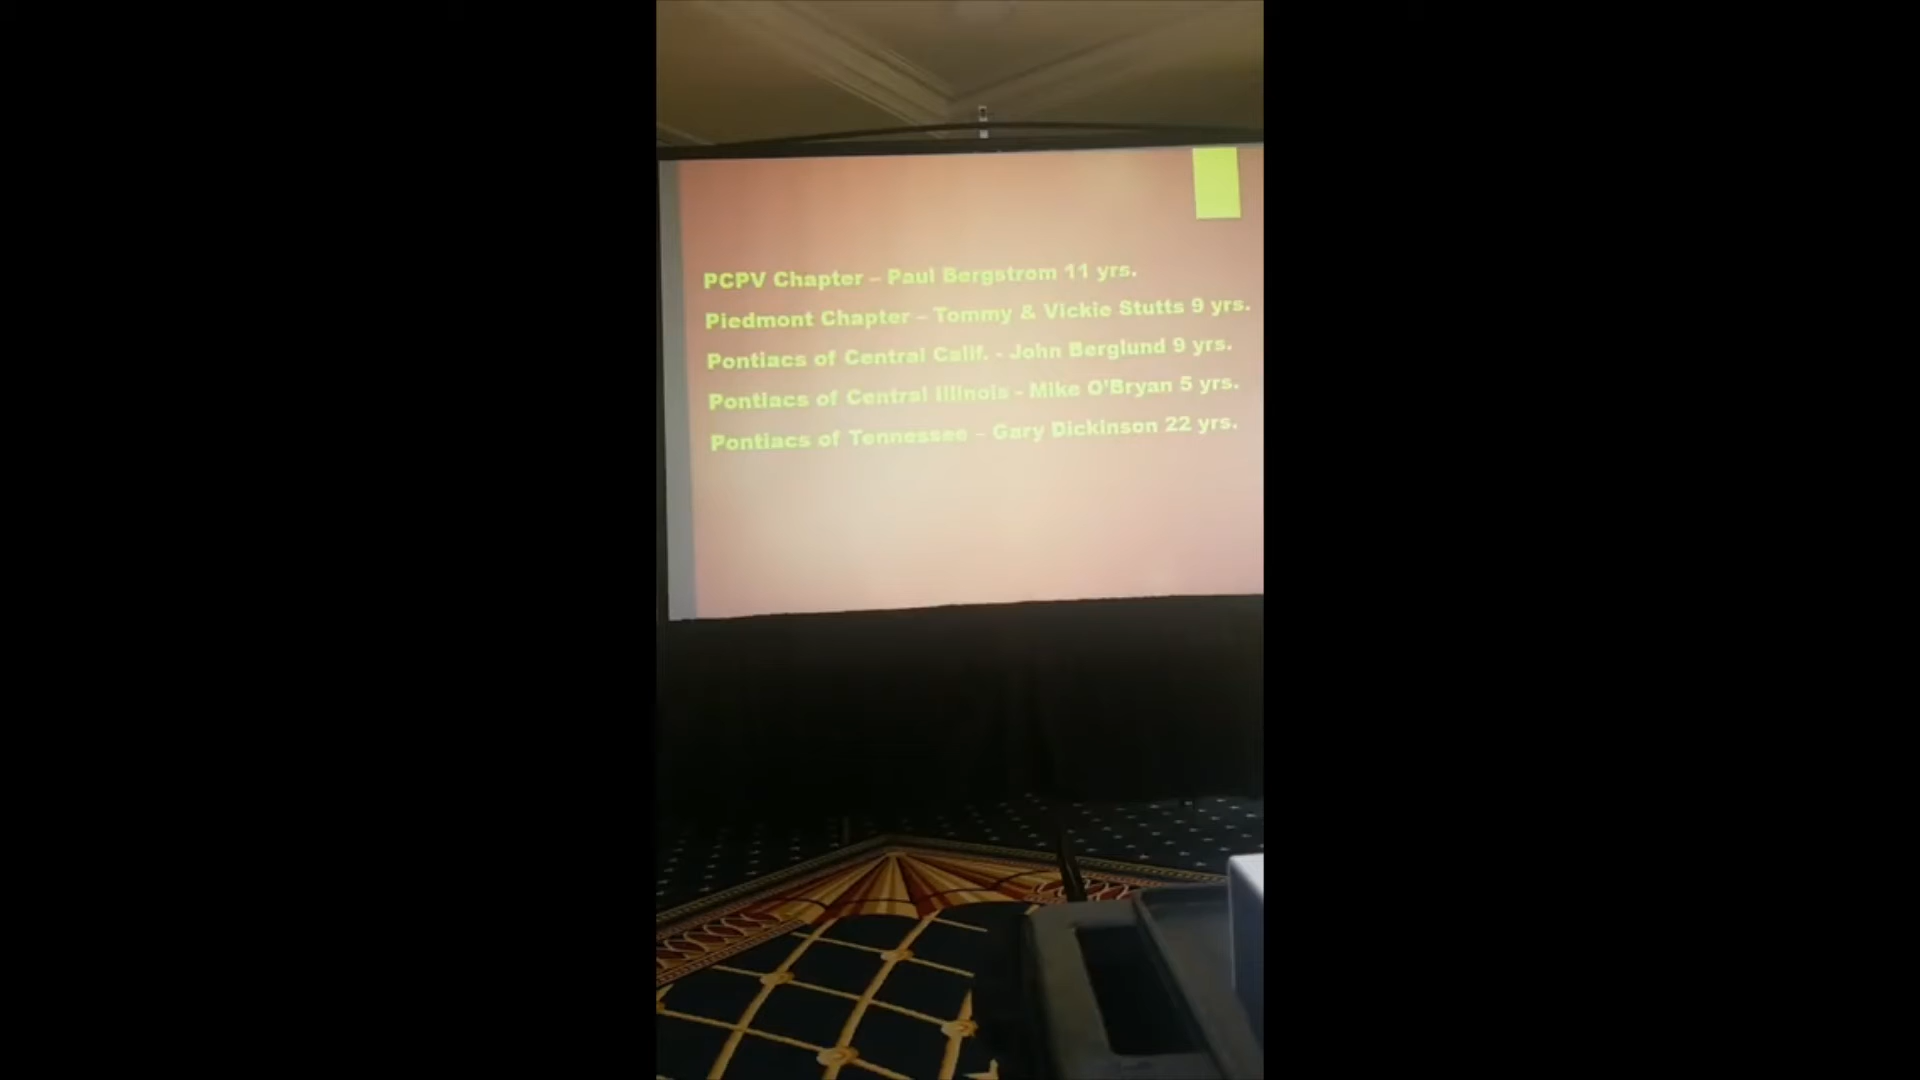 PCPV Chapter – Paul Bergstrom 11 yrs.
Piedmont Chapter – Tommy & Vickie Stutts 9 yrs.
Pontiacs of Central Calif. - John Berglund 9 yrs.
Pontiacs of Central Illinois - Mike O'Bryan 5 yrs.
Pontiacs of Tennessee – Gary Dickinson 22 yrs.